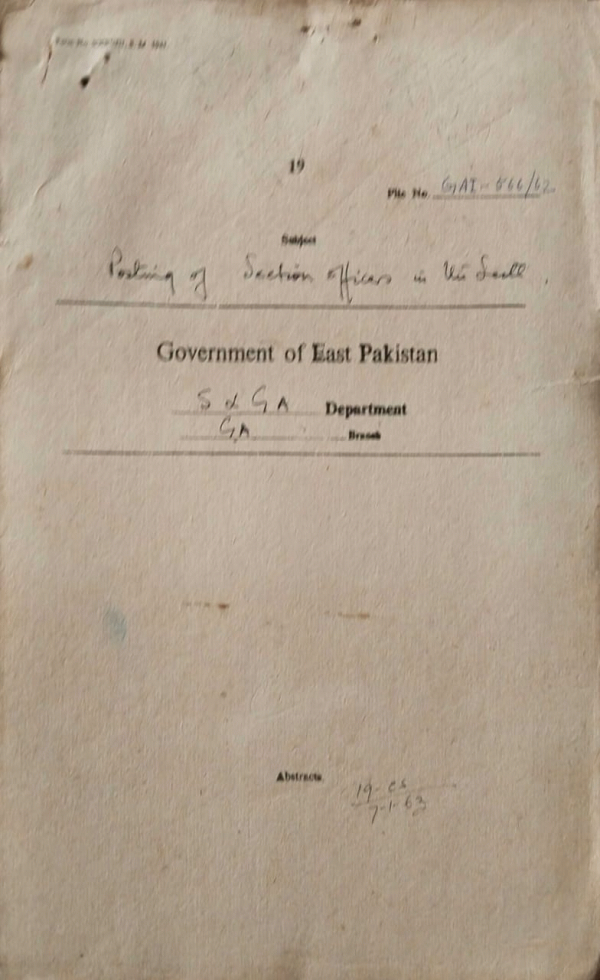 19
File No. GAI-566/62
Subject
Posting of Section officers in the Sectt.
Government of East Pakistan
S & GA Department
GA Branch
Abstracts
19-CS
7-1-63